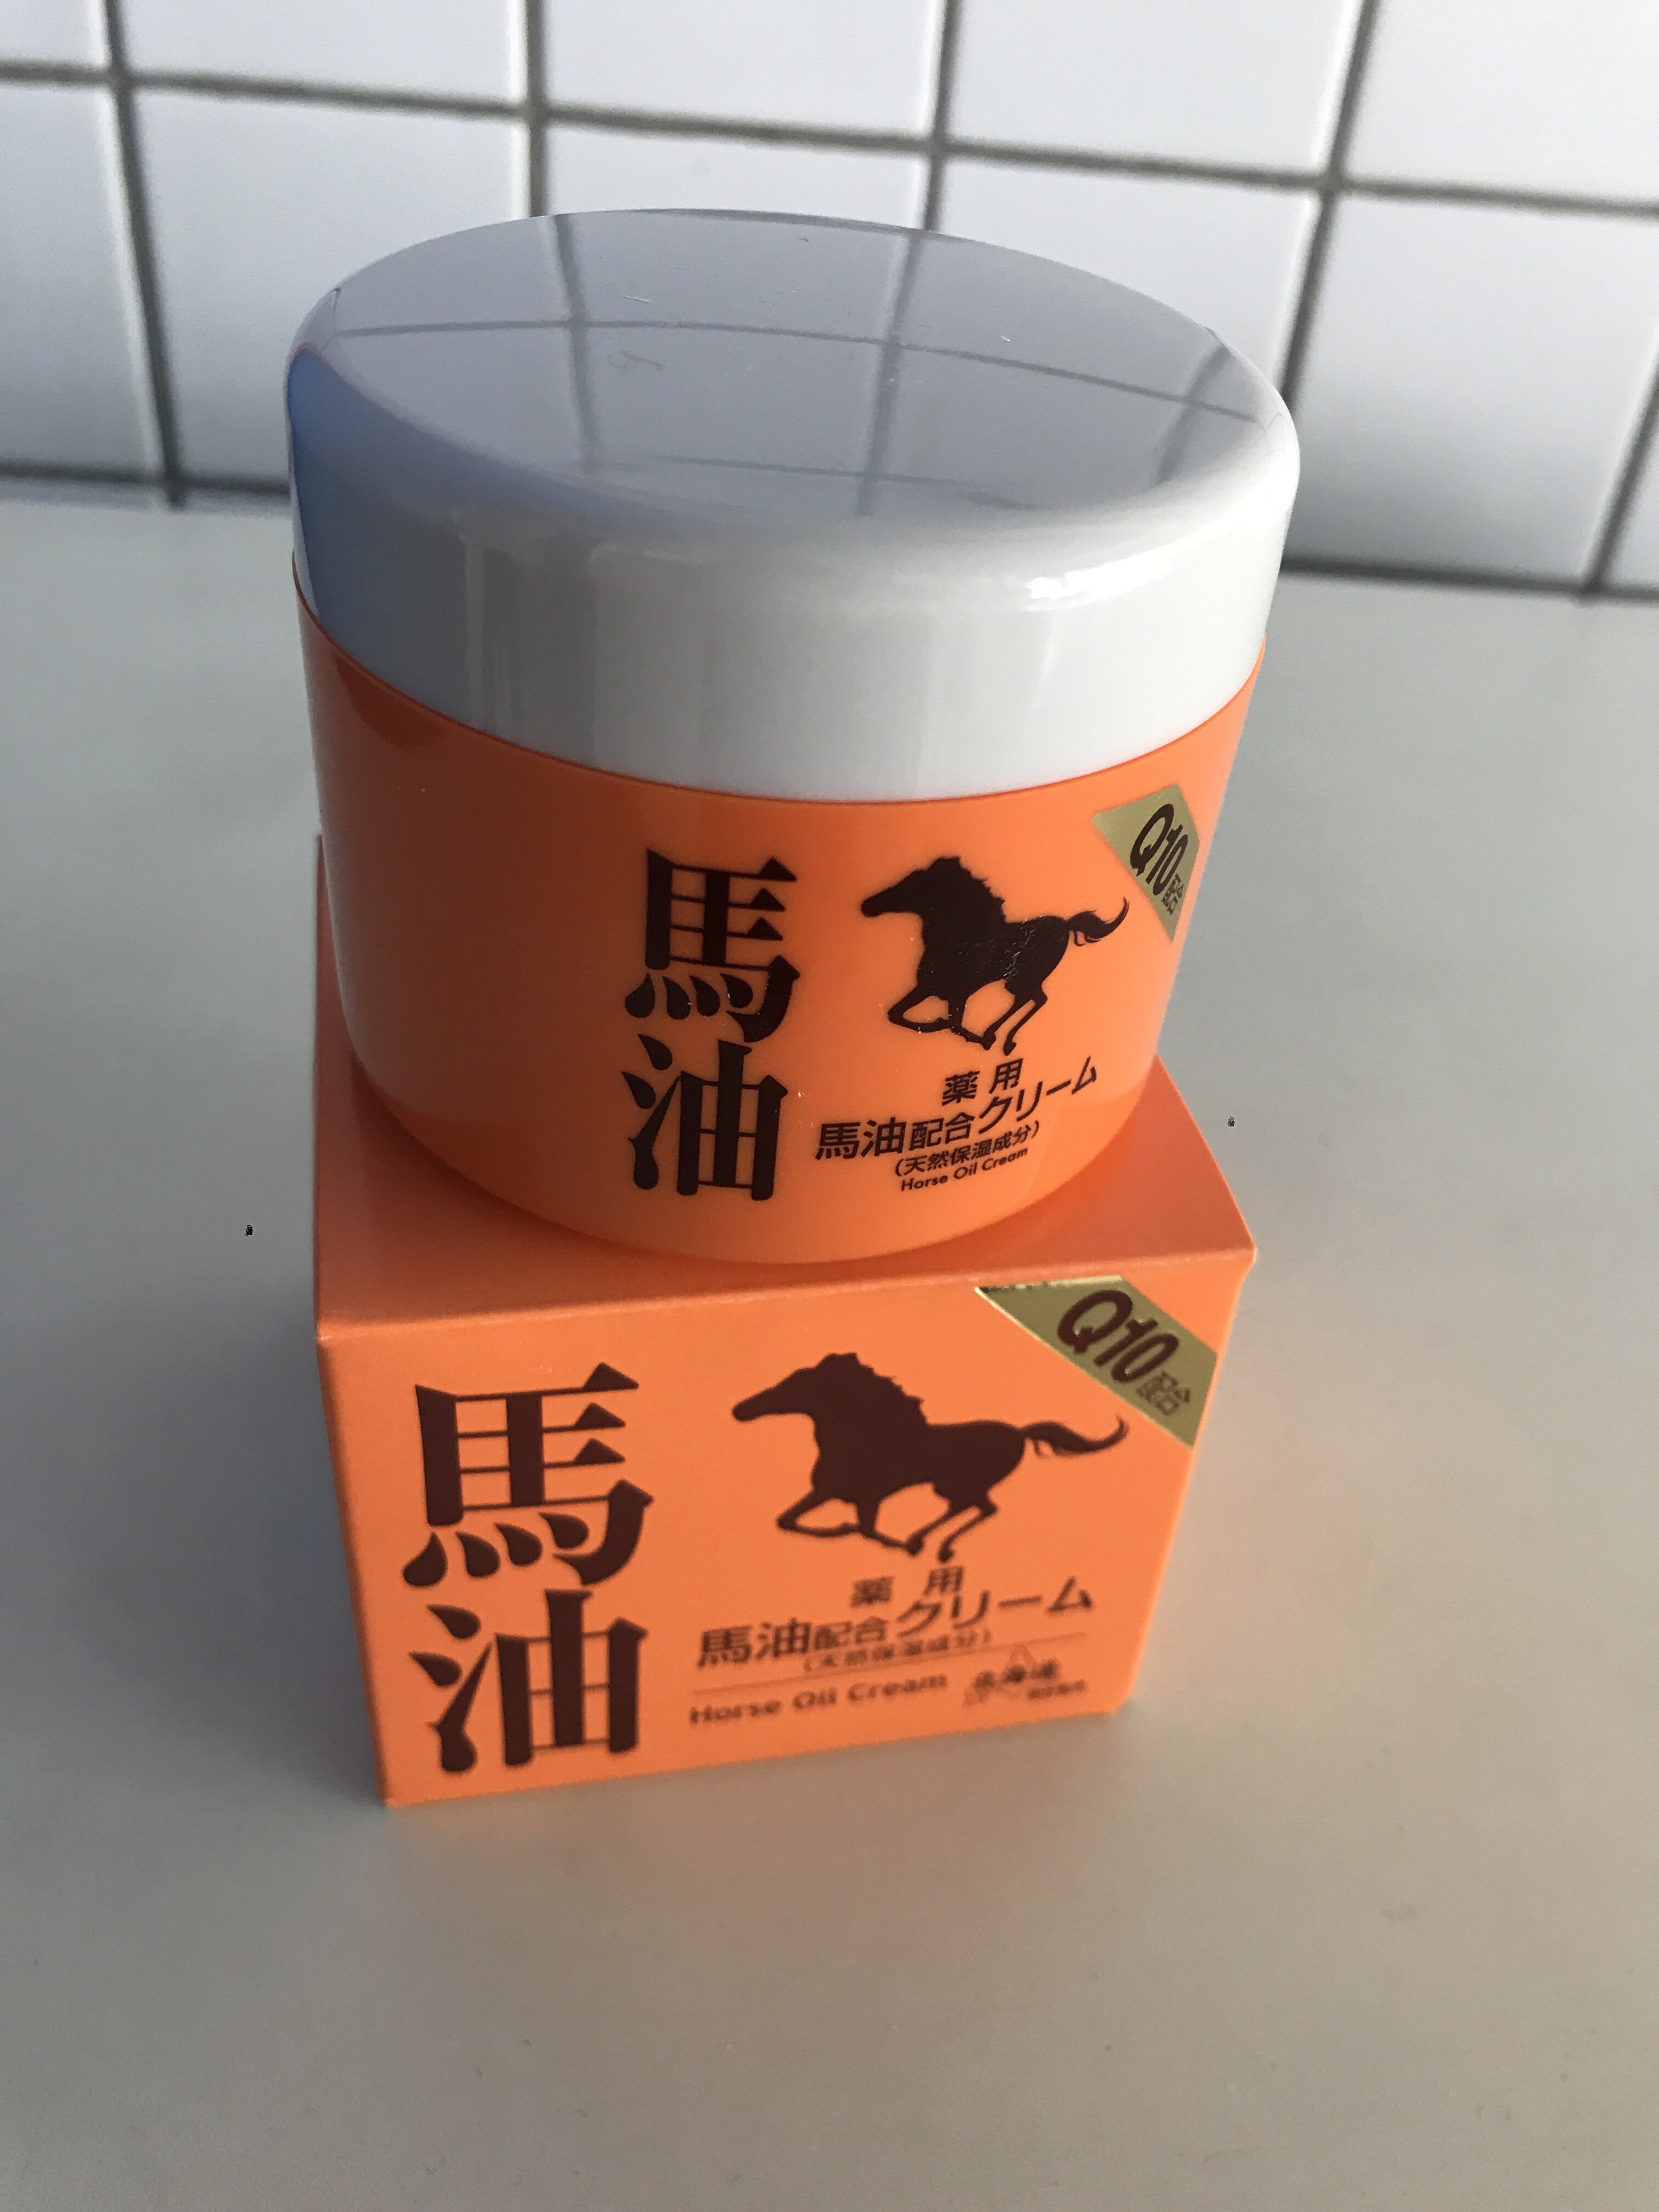 馬油
Q10配合
薬用
馬油配合クリーム
(天然保湿成分)
Horse Oil Cream
馬油
Q10配合
薬用
馬油配合クリーム
(天然保湿成分)
Horse Oil Cream
北海道